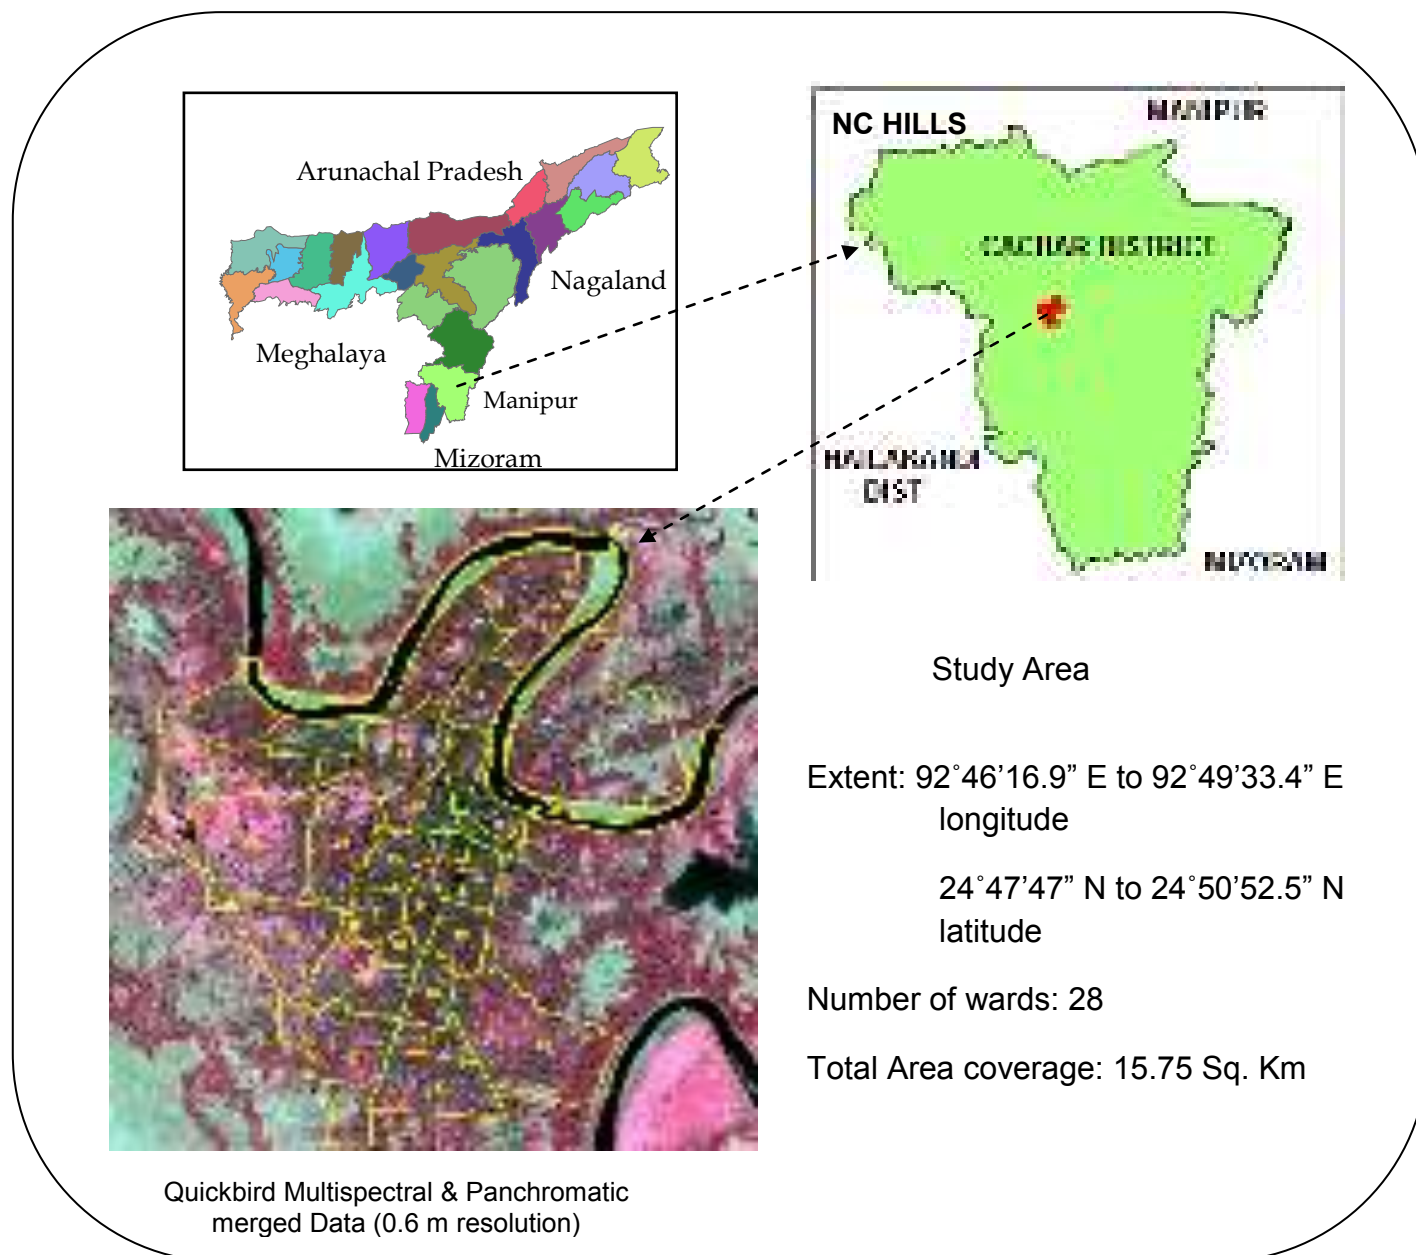 Arunachal Pradesh
Nagaland
Meghalaya
Manipur
Mizoram
NC HILLS
MANIPUR
CACHAR DISTRICT
HAILAKANDI
DIST
MIZORAM
Study Area
Extent: 92˚46’16.9” E to 92˚49’33.4” E
longitude
24˚47’47” N to 24˚50’52.5” N
latitude
Number of wards: 28
Total Area coverage: 15.75 Sq. Km
Quickbird Multispectral & Panchromatic
merged Data (0.6 m resolution)